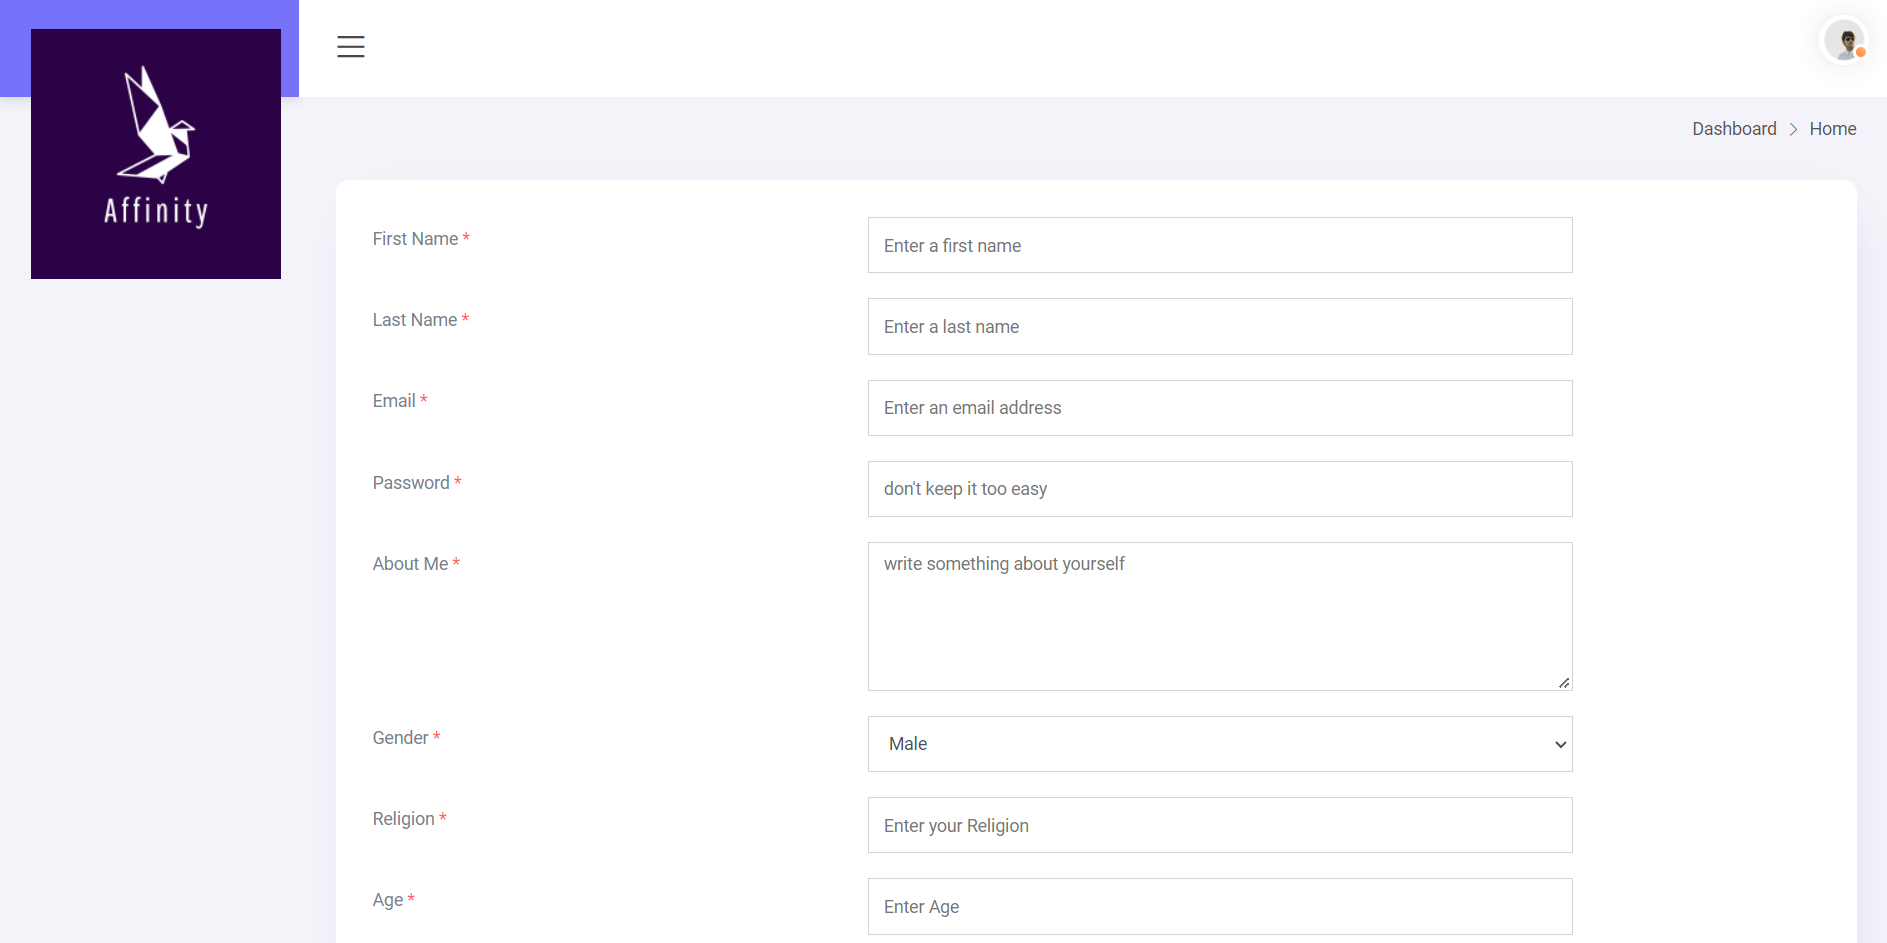 Affinity
Dashboard > Home
First Name *
Enter a first name
Last Name *
Enter a last name
Email *
Enter an email address
Password *
don't keep it too easy
About Me *
write something about yourself
Gender *
Male
Religion *
Enter your Religion
Age *
Enter Age